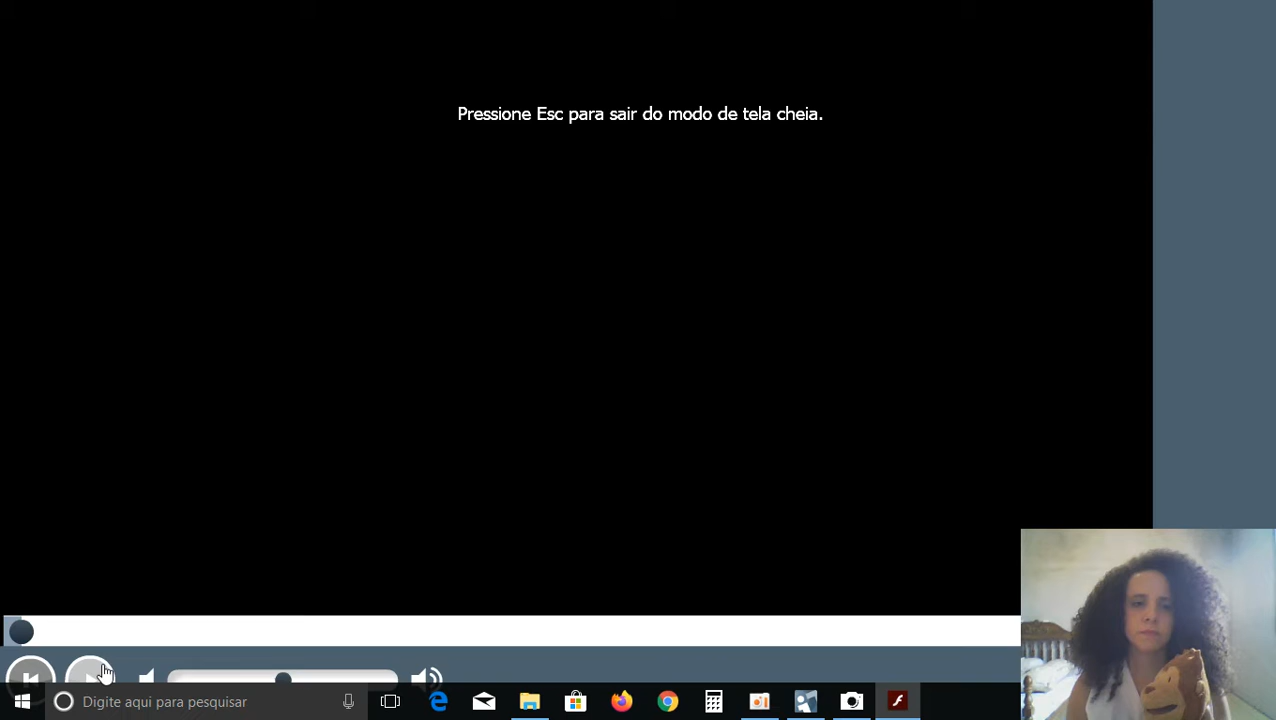 Pressione Esc para sair do modo de tela cheia.
Digite aqui para pesquisar